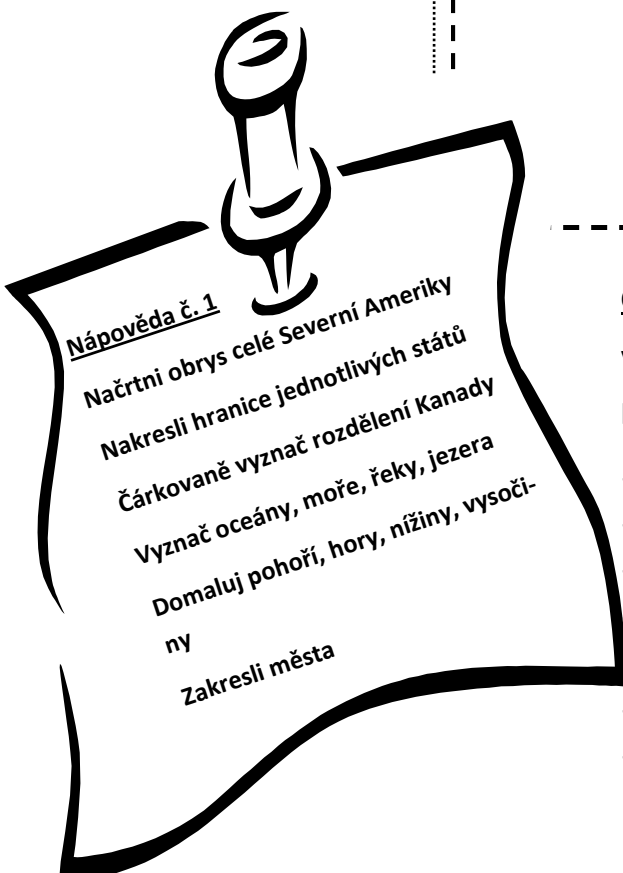 Nápověda č. 1
Načrtni obrys celé Severní Ameriky
Nakresli hranice jednotlivých států
Čárkovaně vyznač rozdělení Kanady
Vyznač oceány, moře, řeky, jezera
Domaluj pohoří, hory, nížiny, vysoči-
ny
Zakresli města